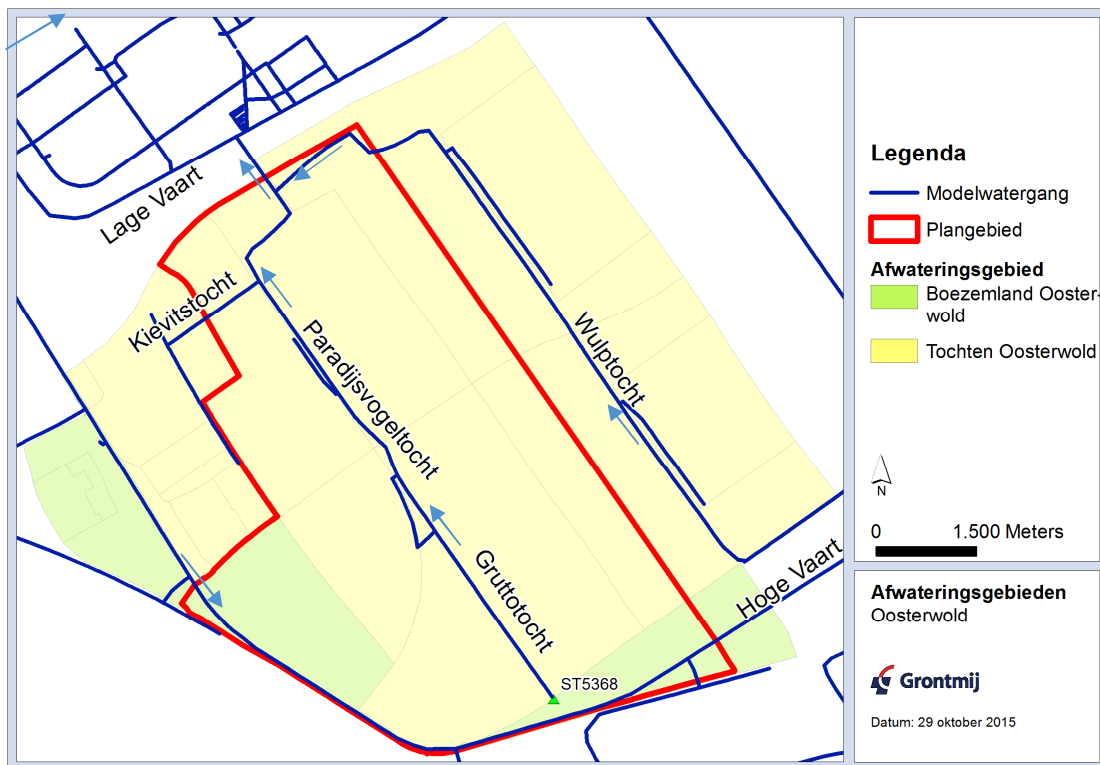 Lage Vaart
Kievitstocht
Paradijsvogeltocht
Wulptocht
Gruttotocht
Hoge Vaart
ST5368
Legenda
Modelwatergang
Plangebied
Afwateringsgebied
Boezemland Ooster-
wold
Tochten Oosterwold
N
0 1.500 Meters
Afwateringsgebieden
Oosterwold
Grontmij
Datum: 29 oktober 2015